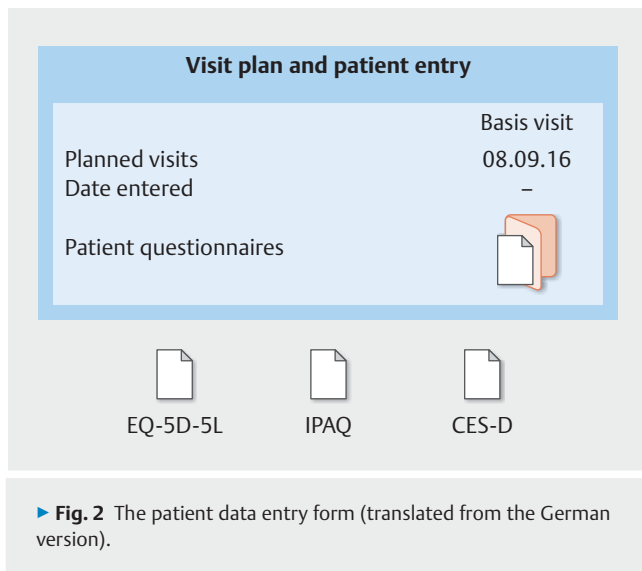 Visit plan and patient entry
Basis visit
Planned visits 08.09.16
Date entered –
Patient questionnaires
EQ-5D-5L IPAQ CES-D
▶ Fig. 2 The patient data entry form (translated from the German
version).